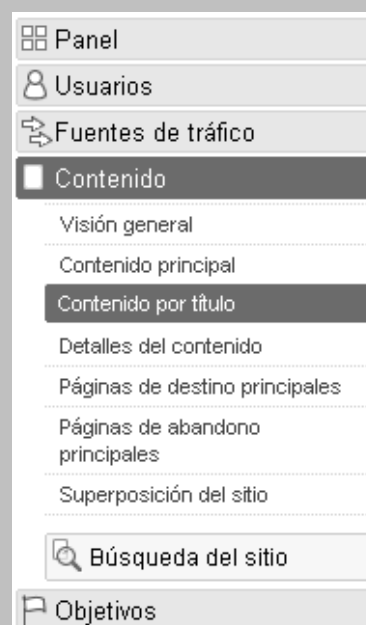 Panel
Usuarios
Fuentes de tráfico
Contenido
Visión general
Contenido principal
Contenido por título
Detalles del contenido
Páginas de destino principales
Páginas de abandono
principales
Superposición del sitio
Búsqueda del sitio
Objetivos